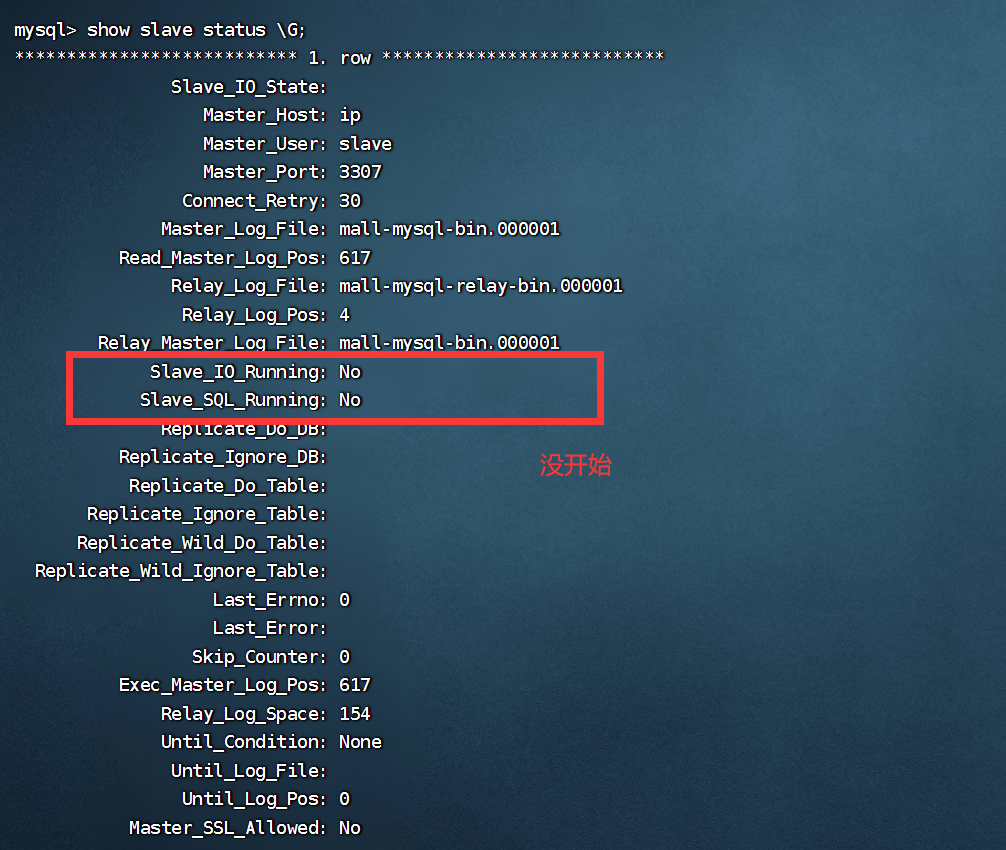 mysql> show slave status \G;
*************************** 1. row ***************************
Slave_IO_State:
Master_Host: ip
Master_User: slave
Master_Port: 3307
Connect_Retry: 30
Master_Log_File: mall-mysql-bin.000001
Read_Master_Log_Pos: 617
Relay_Log_File: mall-mysql-relay-bin.000001
Relay_Log_Pos: 4
Relay_Master_Log_File: mall-mysql-bin.000001
Slave_IO_Running: No
Slave_SQL_Running: No
Replicate_Do_DB:
Replicate_Ignore_DB:
没开始
Replicate_Do_Table:
Replicate_Ignore_Table:
Replicate_Wild_Do_Table:
Replicate_Wild_Ignore_Table:
Last_Errno: 0
Last_Error:
Skip_Counter: 0
Exec_Master_Log_Pos: 617
Relay_Log_Space: 154
Until_Condition: None
Until_Log_File:
Until_Log_Pos: 0
Master_SSL_Allowed: No